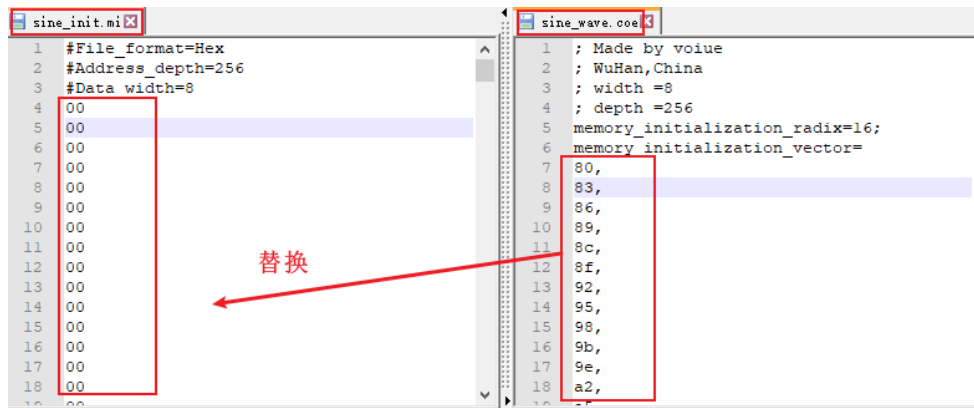 sine_init.mi
1 #File_format=Hex
2 #Address_depth=256
3 #Data_width=8
4 00
5 00
6 00
7 00
8 00
9 00
10 00
11 00
12 00
13 00
14 00
15 00
16 00
17 00
18 00
替换
sine_wave.coe
1 ; Made by voiue
2 ; WuHan,China
3 ; width =8
4 ; depth =256
5 memory_initialization_radix=16;
6 memory_initialization_vector=
7 80,
8 83,
9 86,
10 89,
11 8c,
12 8f,
13 92,
14 95,
15 98,
16 9b,
17 9e,
18 a2,